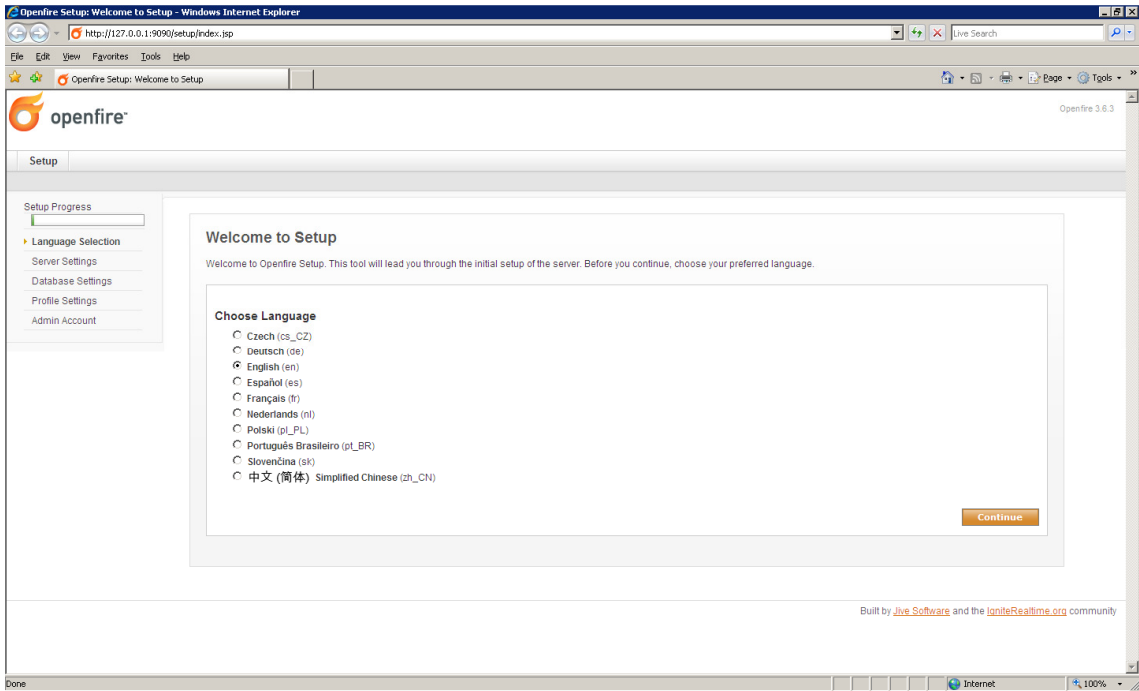 Openfire Setup: Welcome to Setup - Windows Internet Explorer
http://127.0.0.1:9090/setup/index.jsp
Live Search
File Edit View Favorites Tools Help
Openfire Setup: Welcome to Setup
Page
Tools
»
openfire
Openfire 3.6.3
Setup
Setup Progress
Language Selection
Server Settings
Database Settings
Profile Settings
Admin Account
Welcome to Setup
Welcome to Openfire Setup. This tool will lead you through the initial setup of the server. Before you continue, choose your preferred language.
Choose Language
Czech (cs_CZ)
Deutsch (de)
English (en)
Español (es)
Français (fr)
Nederlands (nl)
Polski (pl_PL)
Português Brasileiro (pt_BR)
Slovenčina (sk)
中文 (简体) Simplified Chinese (zh_CN)
Continue
Built by Jive Software and the IgniteRealtime.org community
Done
Internet
100%